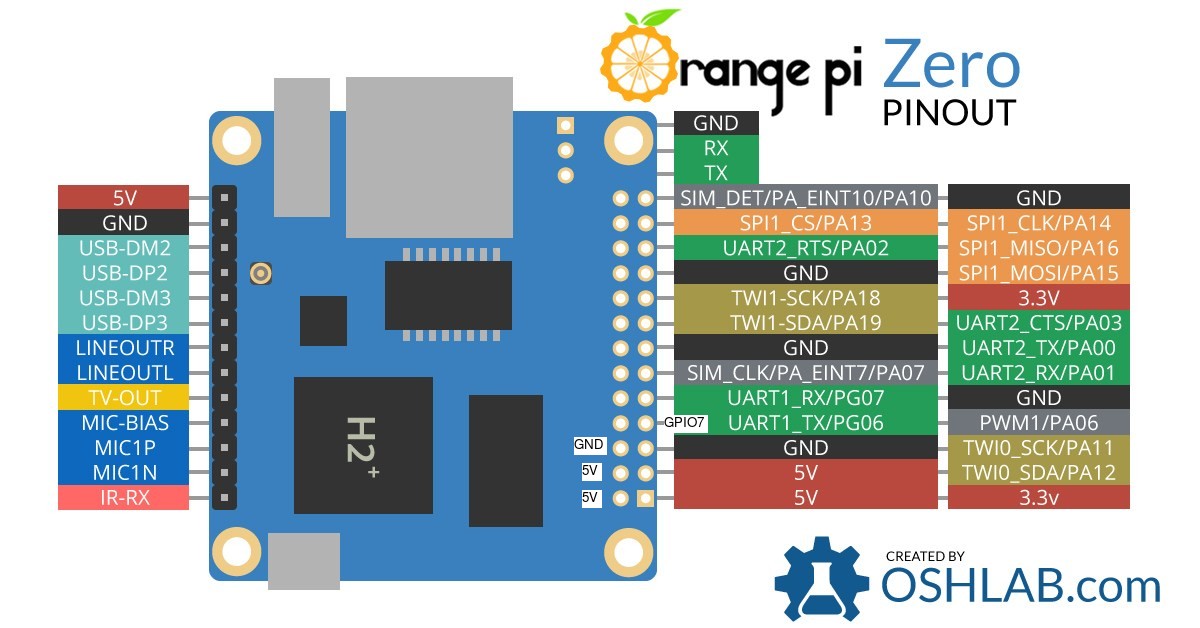 Orange pi Zero
PINOUT
GND
RX
TX
5V
GND
USB-DM2
USB-DP2
USB-DM3
USB-DP3
LINEOUTR
LINEOUTL
TV-OUT
MIC-BIAS
MIC1P
MIC1N
IR-RX
H2+
GND
5V
5V
GPIO7
SIM_DET/PA_EINT10/PA10
SPI1_CS/PA13
UART2_RTS/PA02
GND
TWI1-SCK/PA18
TWI1-SDA/PA19
GND
SIM_CLK/PA_EINT7/PA07
UART1_RX/PG07
UART1_TX/PG06
GND
5V
5V
GND
SPI1_CLK/PA14
SPI1_MISO/PA16
SPI1_MOSI/PA15
3.3V
UART2_CTS/PA03
UART2_TX/PA00
UART2_RX/PA01
GND
PWM1/PA06
TWI0_SCK/PA11
TWI0_SDA/PA12
3.3v
CREATED BY
OSHLAB.com